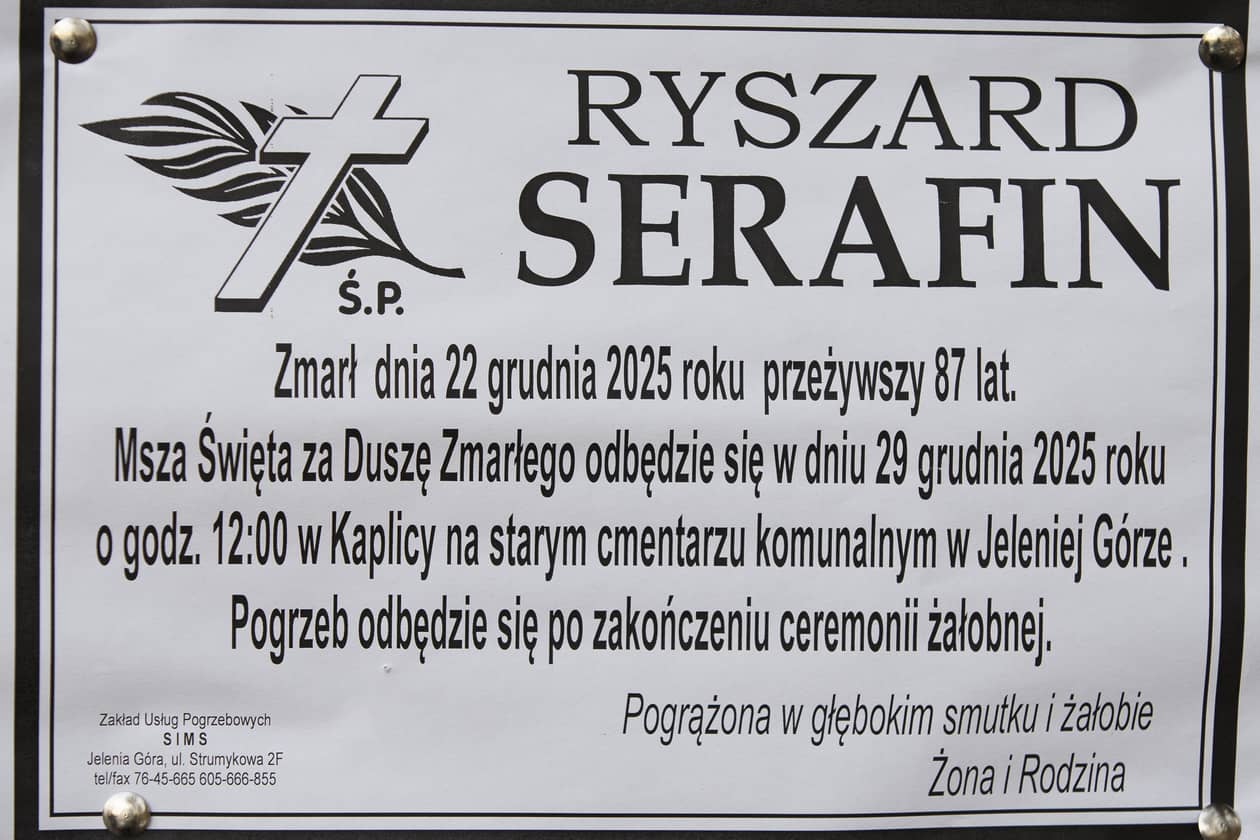 RYSZARD
SERAFIN
Ś.P.
Zmarł dnia 22 grudnia 2025 roku przeżywszy 87 lat.
Msza Święta za Duszę Zmarłego odbędzie się w dniu 29 grudnia 2025 roku
o godz. 12:00 w Kaplicy na starym cmentarzu komunalnym w Jeleniej Górze .
Pogrzeb odbędzie się po zakończeniu ceremonii żałobnej.
Pogrążona w głębokim smutku i żałobie
Żona i Rodzina
Zakład Usług Pogrzebowych
SIMS
Jelenia Góra, ul. Strumykowa 2F
tel/fax 76-45-665 605-666-855